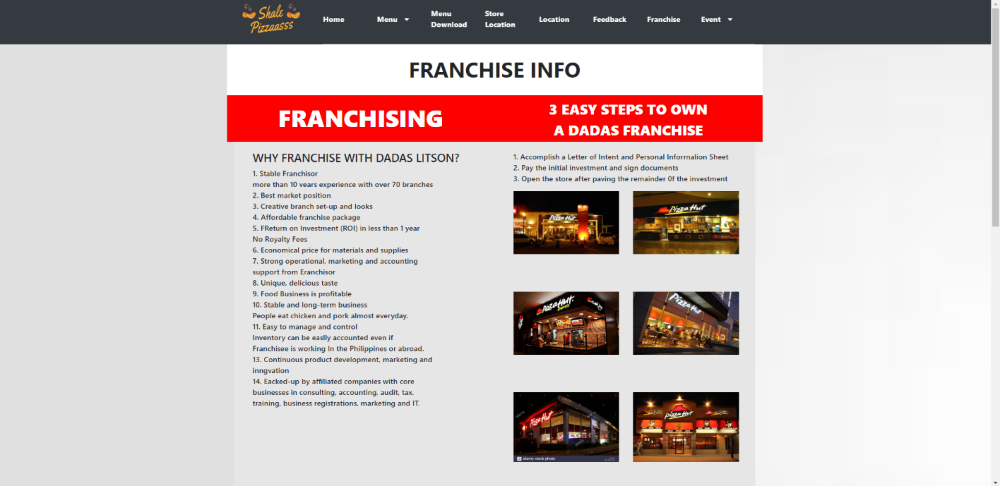 Shale
Pizzaasss
Home
Menu
Menu
Download
Store
Location
Location
Feedback
Franchise
Event
FRANCHISE INFO
FRANCHISING
3 EASY STEPS TO OWN
A DADAS FRANCHISE
WHY FRANCHISE WITH DADAS LITSON?
1. Stable Franchisor
more than 10 vears experience with over 70 branches
2. Best market position
3. Creative branch set-up and looks
4. Affordable franchise package
5. FReturn on Investment (ROI) in less than 1 year
No Royalty Fees
6. Economical price for materials and supplies
7. Strong operational, marketing and accounting
support from Eranchisor
8. Unique, delicious taste
9. Food Business is profitable
10. Stable and long-term business
People eat chicken and pork almost everyday.
11. Easy to manage and control
Inventory can be easlly accounted even if
Franchisee is working In the Philippines or abroad.
13. Continuous product development, marketing and
inngvation
14. Eacked-up by affiliated companies with core
businesses in consulting, accounting, audit, tax,
training, business registrations, marketing and IT.
1. Accomplish a Letter of Intent and Personal Inforrnalion Sheet
2. Pay the initial investment and sign documents
3. Open the store after paving the remainder 0f the investment
Pizza Hut
Pizza Hut
Pizza Hut
Express
Pizza Hut
Pizza Hut
alamy stock photo
Pizza Hut